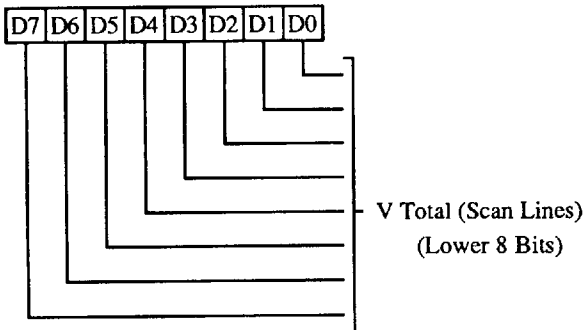 D7 D6 D5 D4 D3 D2 D1 D0
V Total (Scan Lines)
(Lower 8 Bits)